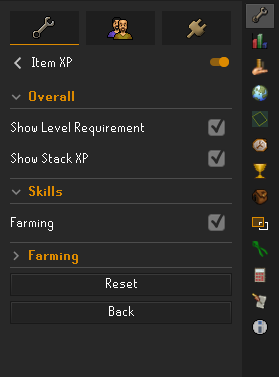 Item XP
Overall
Show Level Requirement
Show Stack XP
Skills
Farming
Farming
Reset
Back